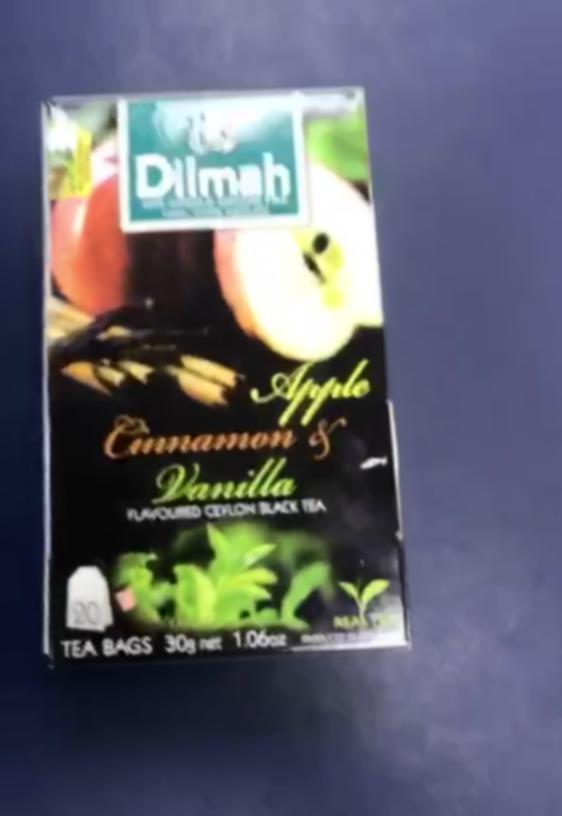 Dilmah
Apple
Cinnamon &
Vanilla
FLAVOURED CEYLON BLACK TEA
20
TEA BAGS 30g net 1.06oz